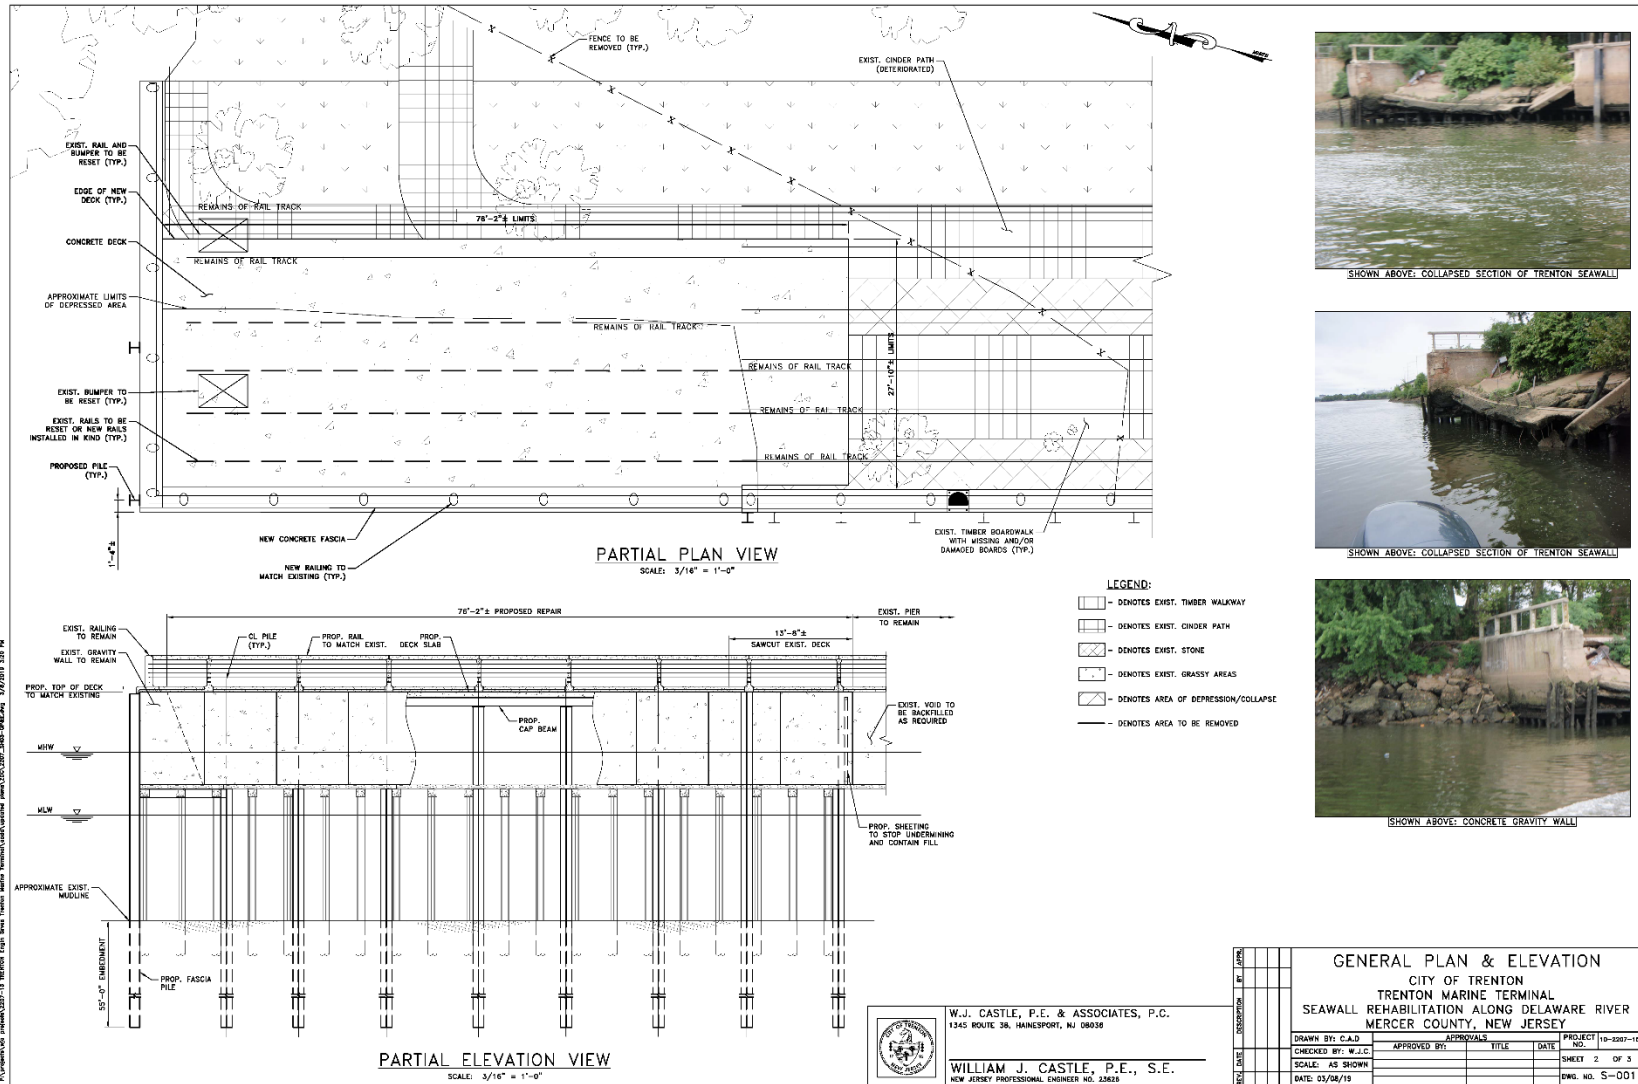 FENCE TO BE
REMOVED (TYP.)
EXIST. CINDER PATH
(DETERIORATED)
NORTH
EXIST. RAIL AND
BUMPER TO BE
RESET (TYP.)
EDGE OF NEW
DECK (TYP.)
CONCRETE DECK
APPROXIMATE LIMITS
OF DEPRESSED AREA
EXIST. BUMPER TO
BE RESET (TYP.)
EXIST. RAILS TO BE
RESET OR NEW RAILS
INSTALLED IN KIND (TYP.)
PROPOSED PILE
(TYP.)
1'-4"±
REMAINS OF RAIL TRACK
76'-2"± LIMITS
REMAINS OF RAIL TRACK
REMAINS OF RAIL TRACK
REMAINS OF RAIL TRACK
27'-10"± LIMITS
REMAINS OF RAIL TRACK
REMAINS OF RAIL TRACK
NEW CONCRETE FASCIA
NEW RAILING TO
MATCH EXISTING (TYP.)
EXIST. TIMBER BOARDWALK
WITH MISSING AND/OR
DAMAGED BOARDS (TYP.)
PARTIAL PLAN VIEW
SCALE: 3/16" = 1'-0"
SHOWN ABOVE: COLLAPSED SECTION OF TRENTON SEAWALL
SHOWN ABOVE: COLLAPSED SECTION OF TRENTON SEAWALL
SHOWN ABOVE: CONCRETE GRAVITY WALL
LEGEND:
- DENOTES EXIST. TIMBER WALKWAY
- DENOTES EXIST. CINDER PATH
- DENOTES EXIST. STONE
- DENOTES EXIST. GRASSY AREAS
- DENOTES AREA OF DEPRESSION/COLLAPSE
- DENOTES AREA TO BE REMOVED
76'-2"± PROPOSED REPAIR
EXIST. PIER
TO REMAIN
EXIST. RAILING
TO REMAIN
EXIST. GRAVITY
WALL TO REMAIN
PROP. TOP OF DECK
TO MATCH EXISTING
CL PILE
(TYP.)
PROP. RAIL
TO MATCH EXIST.
PROP.
DECK SLAB
13'-8"±
SAWCUT EXIST. DECK
PROP.
CAP BEAM
EXIST. VOID TO
BE BACKFILLED
AS REQUIRED
MHW
MLW
PROP. SHEETING
TO STOP UNDERMINING
AND CONTAIN FILL
APPROXIMATE EXIST.
MUDLINE
55'-0" EMBEDMENT
PROP. FASCIA
PILE
PARTIAL ELEVATION VIEW
SCALE: 3/16" = 1'-0"
CITY OF TRENTON
NEW JERSEY
W.J. CASTLE, P.E. & ASSOCIATES, P.C.
1345 ROUTE 38, HAINESPORT, NJ 08036
WILLIAM J. CASTLE, P.E., S.E.
NEW JERSEY PROFESSIONAL ENGINEER NO. 23626
REV.
DATE
DESCRIPTION
BY
APPR.
GENERAL PLAN & ELEVATION
CITY OF TRENTON
TRENTON MARINE TERMINAL
SEAWALL REHABILITATION ALONG DELAWARE RIVER
MERCER COUNTY, NEW JERSEY
DRAWN BY: C.A.D
CHECKED BY: W.J.C.
SCALE: AS SHOWN
DATE: 03/08/19
APPROVALS
APPROVED BY:
TITLE
DATE
PROJECT
NO.
SHEET 2 OF 3
DWG. NO. S-001